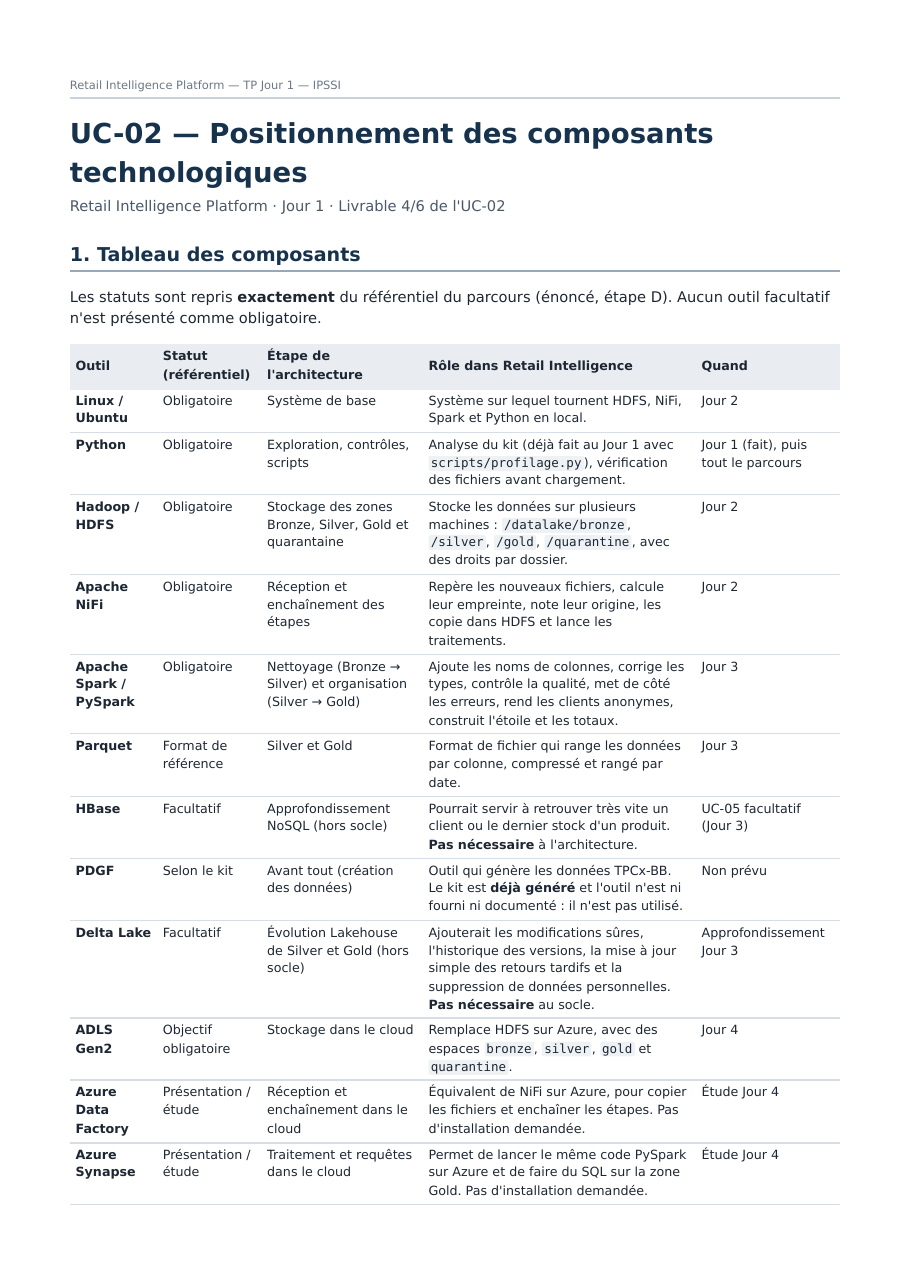 Retail Intelligence Platform — TP Jour 1 — IPSSI
UC-02 — Positionnement des composants
technologiques
Retail Intelligence Platform · Jour 1 · Livrable 4/6 de l'UC-02
1. Tableau des composants
Les statuts sont repris exactement du référentiel du parcours (énoncé, étape D). Aucun outil facultatif
n'est présenté comme obligatoire.
Outil
Statut
(référentiel)
Étape de
l'architecture
Rôle dans Retail Intelligence
Quand
Linux /
Ubuntu
Obligatoire
Système de base
Système sur lequel tournent HDFS, NiFi,
Spark et Python en local.
Jour 2
Python
Obligatoire
Exploration, contrôles,
scripts
Analyse du kit (déjà fait au Jour 1 avec
scripts/profilage.py), vérification
des fichiers avant chargement.
Jour 1 (fait), puis
tout le parcours
Hadoop /
HDFS
Obligatoire
Stockage des zones
Bronze, Silver, Gold et
quarantaine
Stocke les données sur plusieurs
machines : /datalake/bronze,
/silver, /gold, /quarantine, avec
des droits par dossier.
Jour 2
Apache
NiFi
Obligatoire
Réception et
enchaînement des
étapes
Repère les nouveaux fichiers, calcule
leur empreinte, note leur origine, les
copie dans HDFS et lance les
traitements.
Jour 2
Apache
Spark /
PySpark
Obligatoire
Nettoyage (Bronze →
Silver) et organisation
(Silver → Gold)
Ajoute les noms de colonnes, corrige les
types, contrôle la qualité, met de côté
les erreurs, rend les clients anonymes,
construit l'étoile et les totaux.
Jour 3
Parquet
Format de
référence
Silver et Gold
Format de fichier qui range les données
par colonne, compressé et rangé par
date.
Jour 3
HBase
Facultatif
Approfondissement
NoSQL (hors socle)
Pourrait servir à retrouver très vite un
client ou le dernier stock d'un produit.
Pas nécessaire à l'architecture.
UC-05 facultatif
(Jour 3)
PDGF
Selon le kit
Avant tout (création
des données)
Outil qui génère les données TPCx-BB.
Le kit est déjà généré et l'outil n'est ni
fourni ni documenté : il n'est pas utilisé.
Non prévu
Delta Lake
Facultatif
Évolution Lakehouse
de Silver et Gold (hors
socle)
Ajouterait les modifications sûres,
l'historique des versions, la mise à jour
simple des retours tardifs et la
suppression de données personnelles.
Pas nécessaire au socle.
Approfondissement
Jour 3
ADLS
Gen2
Objectif
obligatoire
Stockage dans le cloud
Remplace HDFS sur Azure, avec des
espaces bronze, silver, gold et
quarantine.
Jour 4
Azure
Data
Factory
Présentation /
étude
Réception et
enchaînement dans le
cloud
Équivalent de NiFi sur Azure, pour copier
les fichiers et enchaîner les étapes. Pas
d'installation demandée.
Étude Jour 4
Azure
Synapse
Présentation /
étude
Traitement et requêtes
dans le cloud
Permet de lancer le même code PySpark
sur Azure et de faire du SQL sur la zone
Gold. Pas d'installation demandée.
Étude Jour 4